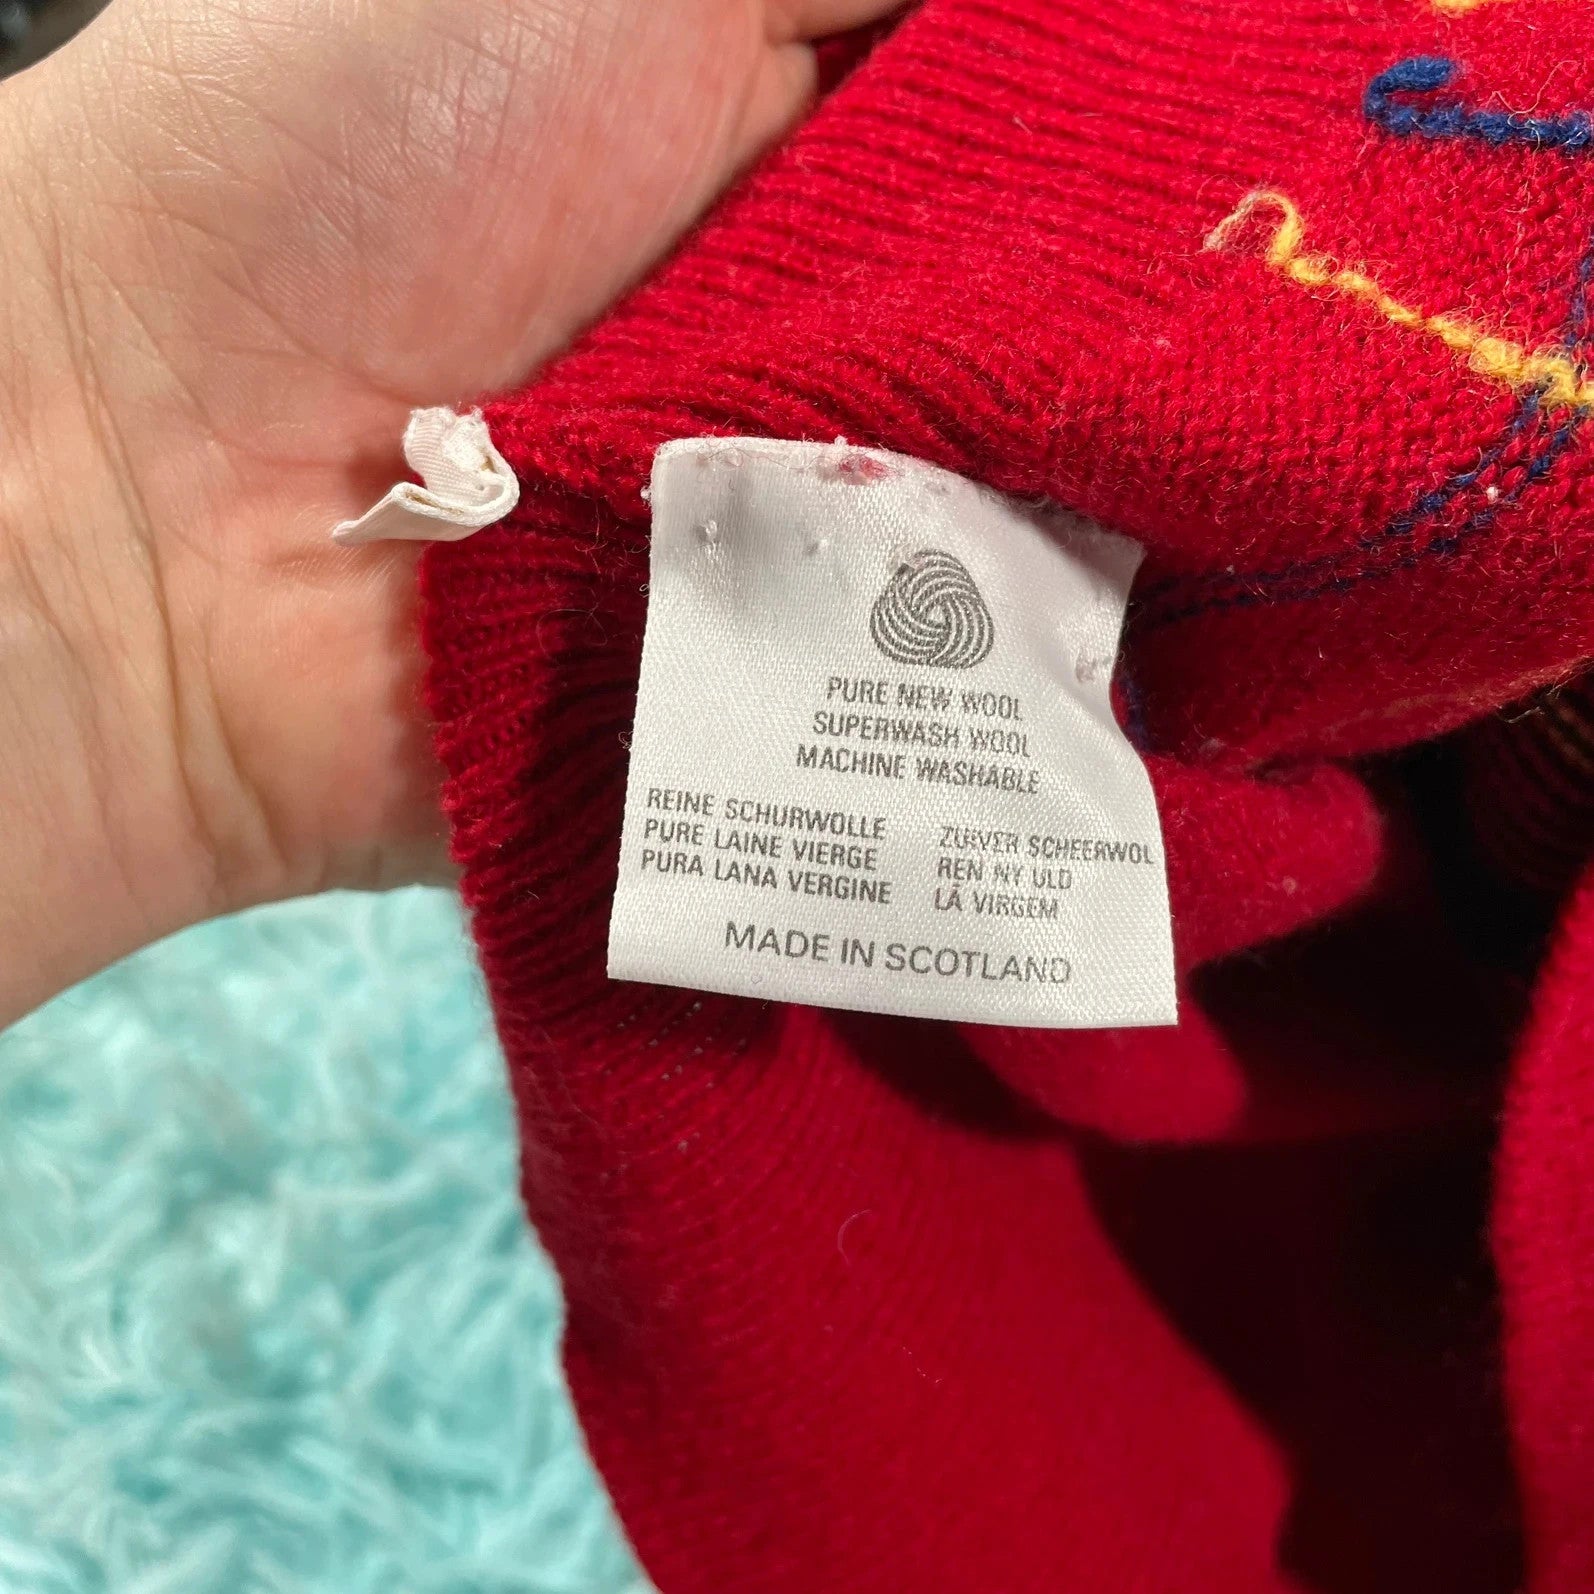 PURE NEW WOOL
SUPERWASH WOOL
MACHINE WASHABLE
REINE SCHURWOLLE
PURE LAINE VIERGE
PURA LANA VERGINE
ZUIVER SCHEERWOL
REN NY ULD
LÃ VIRGEM
MADE IN SCOTLAND